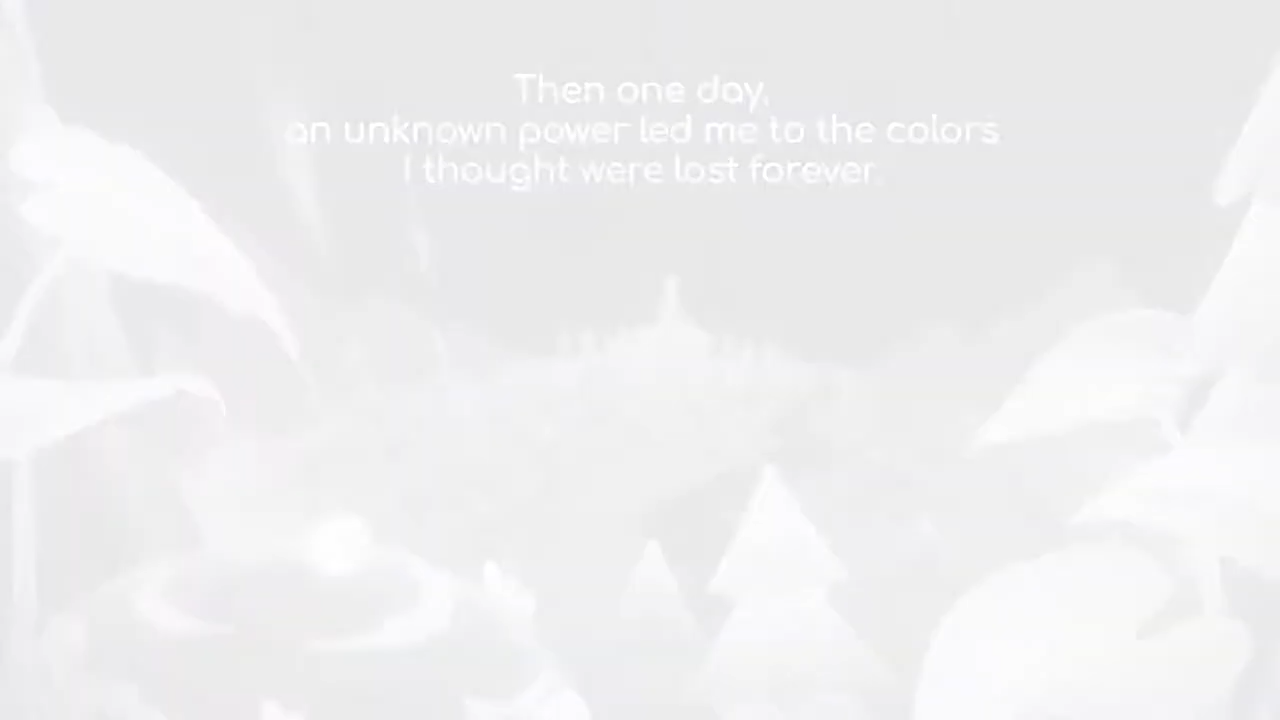 Then one day,
an unknown power led me to the colors
I thought were lost forever.